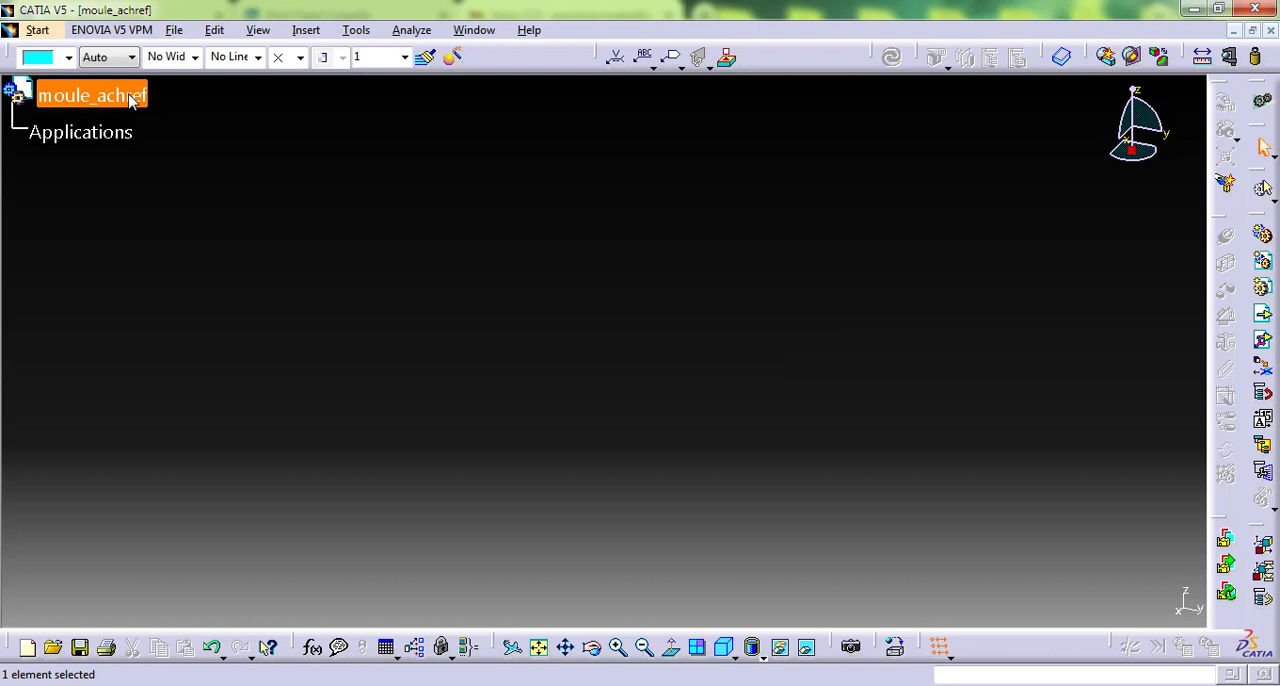 CATIA V5 - [moule_achref]
Start ENOVIA V5 VPM File Edit View Insert Tools Analyze Window Help
Auto No Wid No Line 1
moule_achref
Applications
z
y
x
z
x y
CATIA
1 element selected